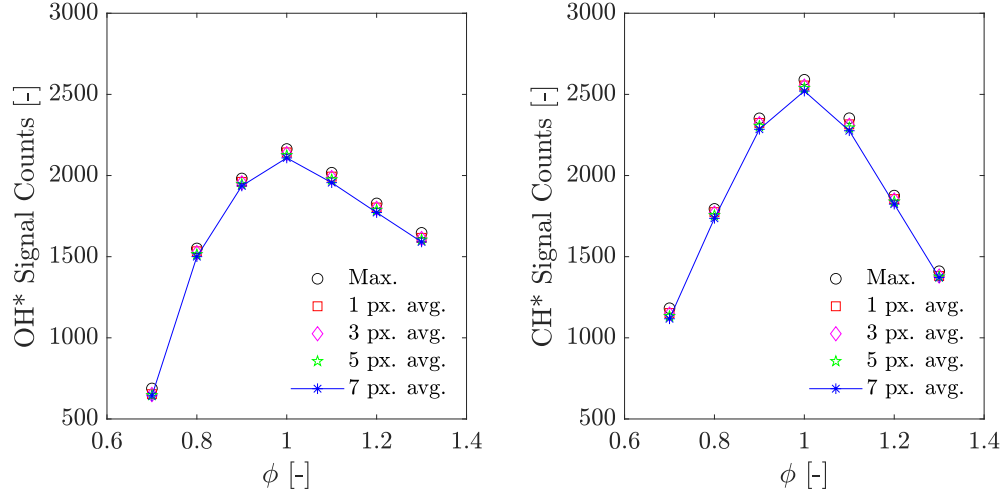 3000
2500
2000
1500
1000
500
0.6
0.8
1
1.2
1.4
OH* Signal Counts [-]
ϕ [-]
Max.
1 px. avg.
3 px. avg.
5 px. avg.
7 px. avg.
3000
2500
2000
1500
1000
500
0.6
0.8
1
1.2
1.4
CH* Signal Counts [-]
ϕ [-]
Max.
1 px. avg.
3 px. avg.
5 px. avg.
7 px. avg.